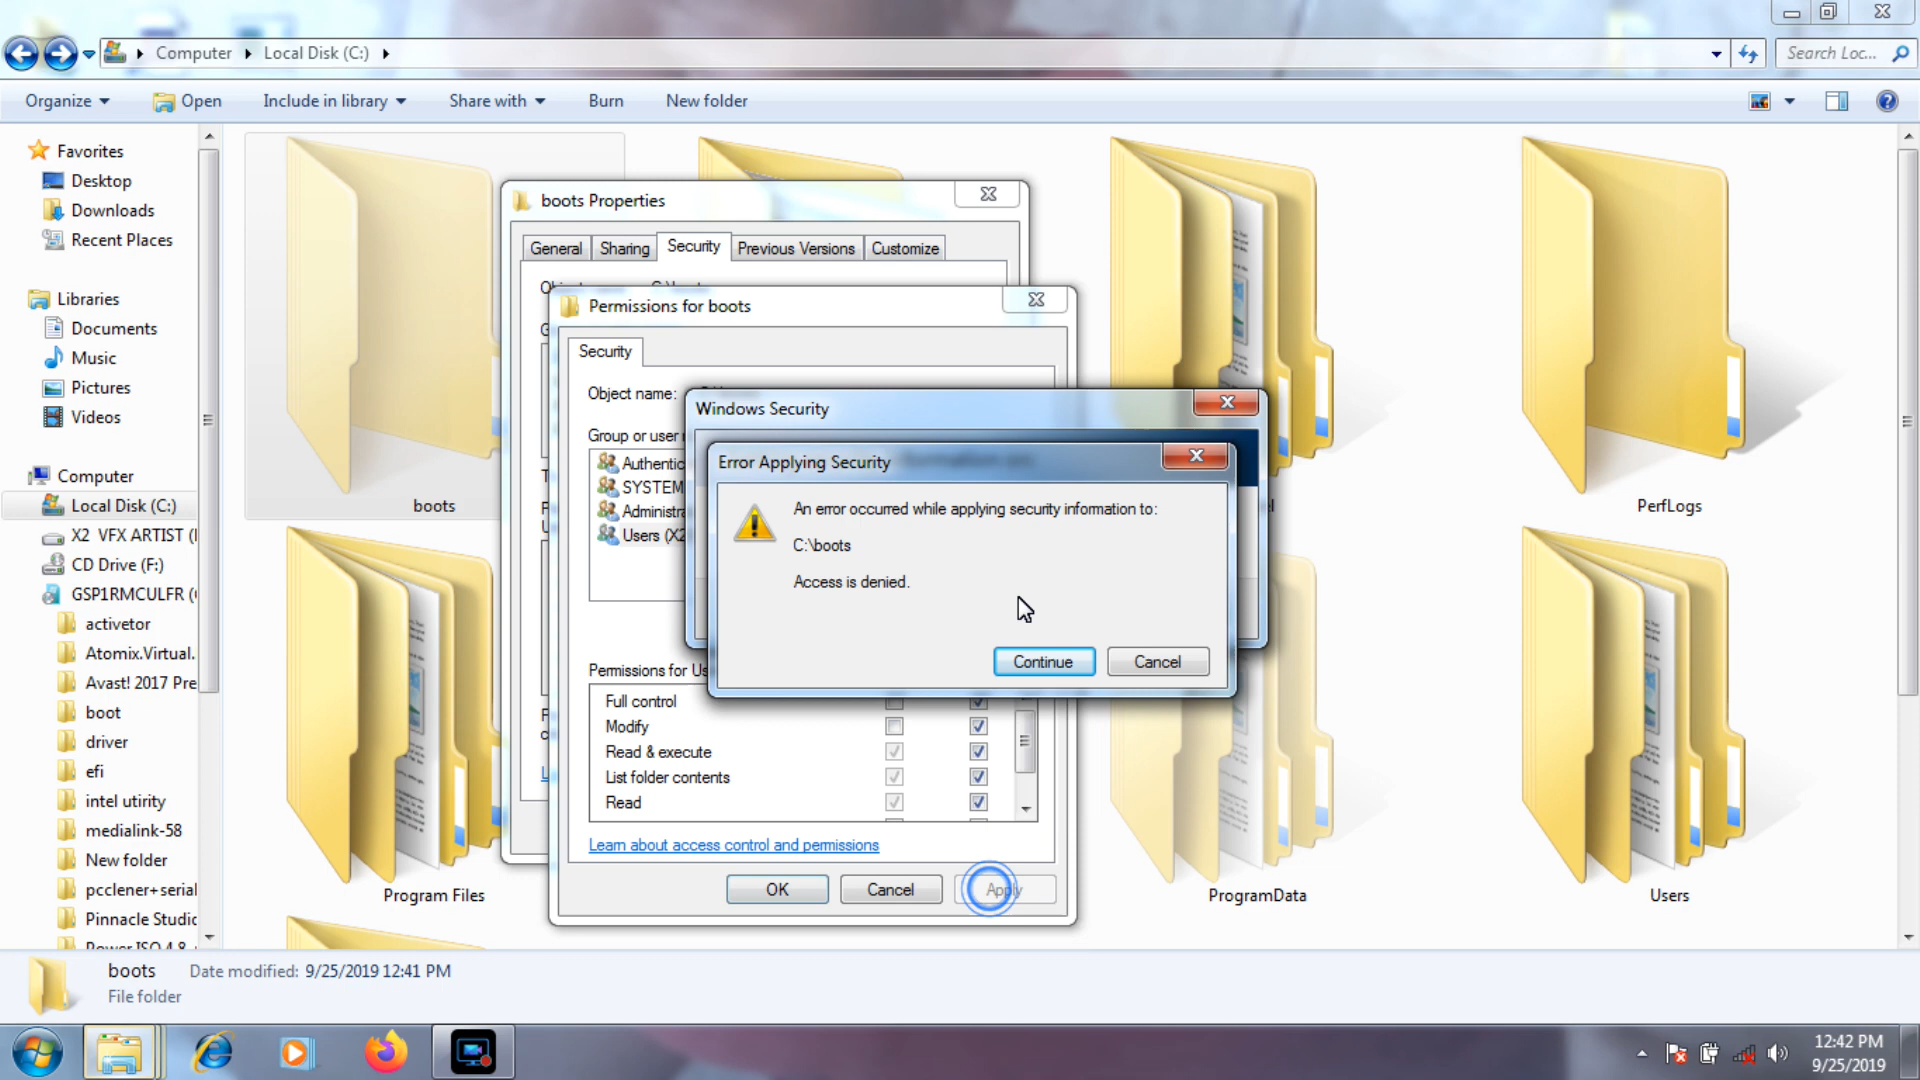 Computer
Local Disk (C:)
Search Loc...
Organize
Open
Include in library
Share with
Burn
New folder
Favorites
Desktop
Downloads
Recent Places
Libraries
Documents
Music
Pictures
Videos
Computer
Local Disk (C:)
X2 VFX ARTIST (
CD Drive (F:)
GSP1RMCULFR (
activetor
Atomix.Virtual.
Avast! 2017 Pre
boot
driver
efi
intel utirity
medialink-58
New folder
pcclener+serial
Pinnacle Studio
Power ISO 4.8
boots
PerfLogs
Program Files
ProgramData
Users
boots Properties
General
Sharing
Security
Previous Versions
Customize
Permissions for boots
Security
Object name:
Group or user
Authentic
SYSTEM
Administra
Users (X2
Permissions for Us
Full control
Modify
Read & execute
List folder contents
Read
Learn about access control and permissions
OK
Cancel
Apply
Windows Security
Error Applying Security
An error occurred while applying security information to:
C:\boots
Access is denied.
Continue
Cancel
boots
Date modified: 9/25/2019 12:41 PM
File folder
12:42 PM
9/25/2019